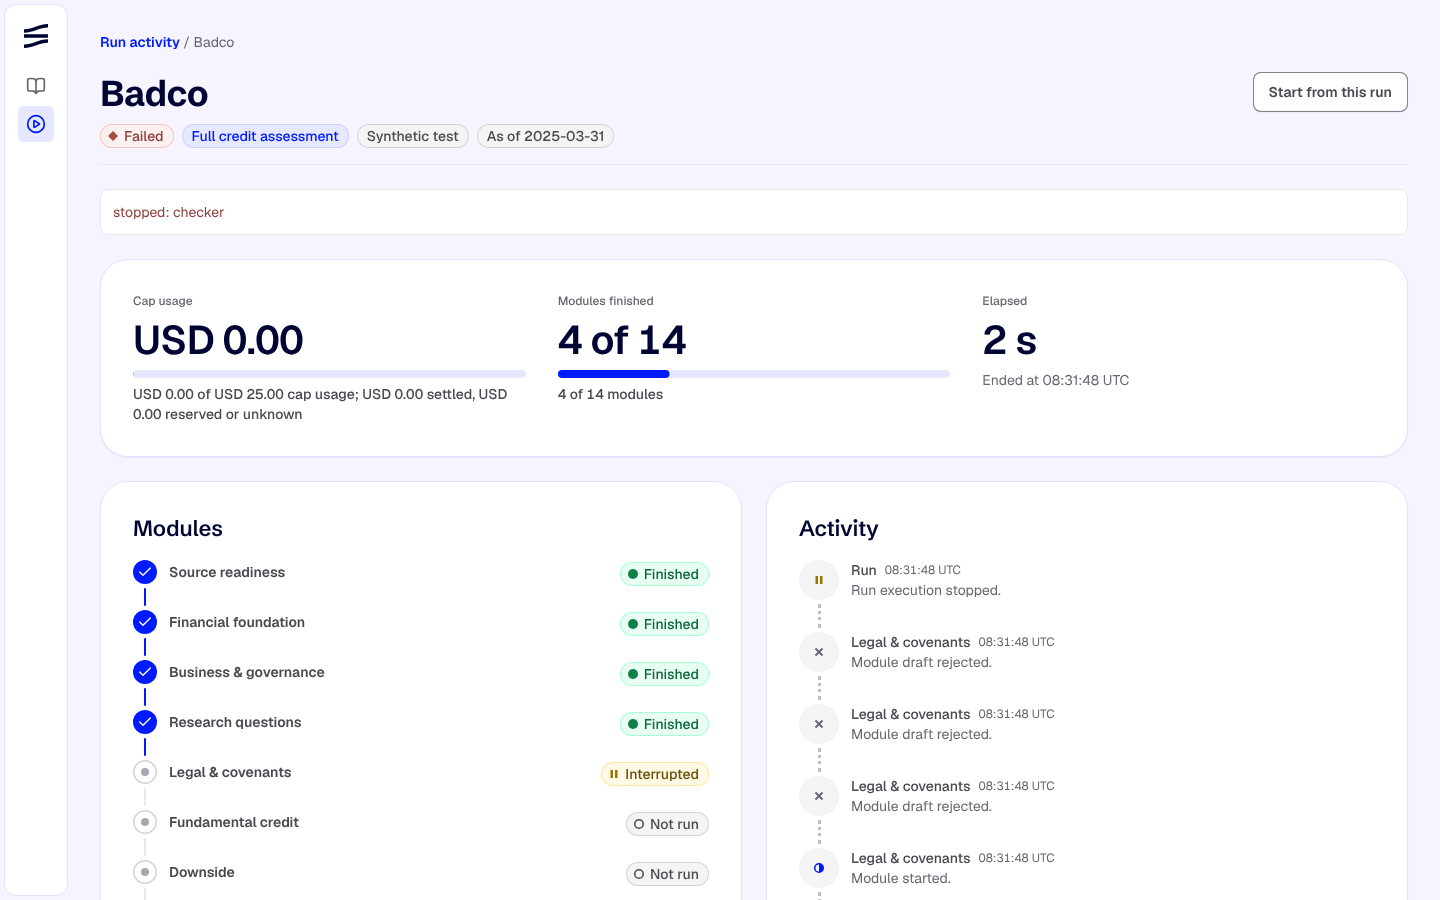 Run activity / Badco
Badco
Start from this run
Failed
Full credit assessment
Synthetic test
As of 2025-03-31
stopped: checker
Cap usage
USD 0.00
USD 0.00 of USD 25.00 cap usage; USD 0.00 settled, USD
0.00 reserved or unknown
Modules finished
4 of 14
4 of 14 modules
Elapsed
2 s
Ended at 08:31:48 UTC
Modules
Source readiness
Finished
Financial foundation
Finished
Business & governance
Finished
Research questions
Finished
Legal & covenants
Interrupted
Fundamental credit
Not run
Downside
Not run
Activity
Run 08:31:48 UTC
Run execution stopped.
Legal & covenants 08:31:48 UTC
Module draft rejected.
Legal & covenants 08:31:48 UTC
Module draft rejected.
Legal & covenants 08:31:48 UTC
Module draft rejected.
Legal & covenants 08:31:48 UTC
Module started.